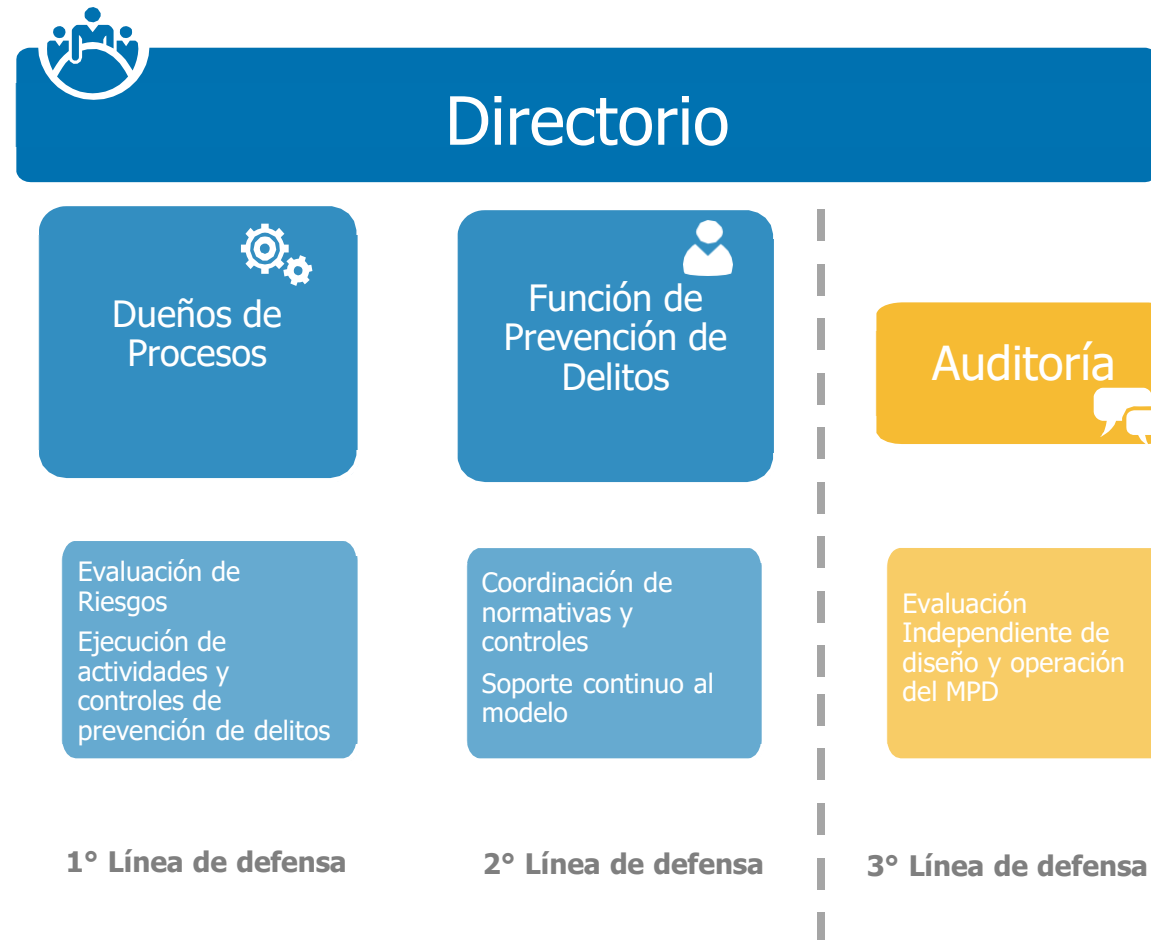 Directorio
Dueños de
Procesos
Función de
Prevención de
Delitos
Auditoría
Evaluación de
Riesgos
Ejecución de
actividades y
controles de
prevención de delitos
Coordinación de
normativas y
controles
Soporte continuo al
modelo
Evaluación
Independiente de
diseño y operación
del MPD
1° Línea de defensa
2° Línea de defensa
3° Línea de defensa